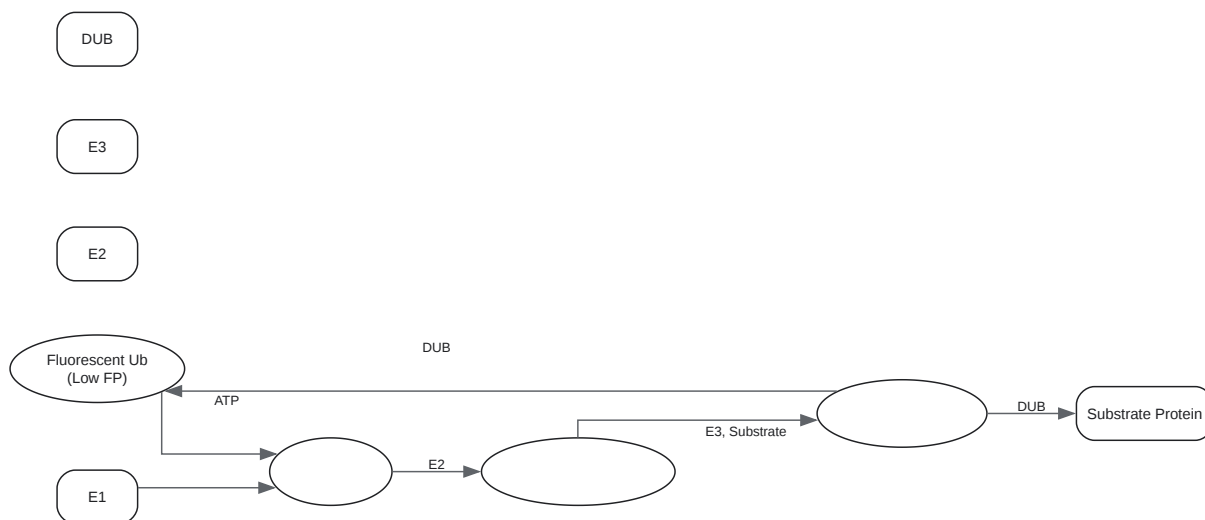 DUB
E3
E2
Fluorescent Ub
(Low FP)
DUB
ATP
E3, Substrate
DUB
Substrate Protein
E2
E1